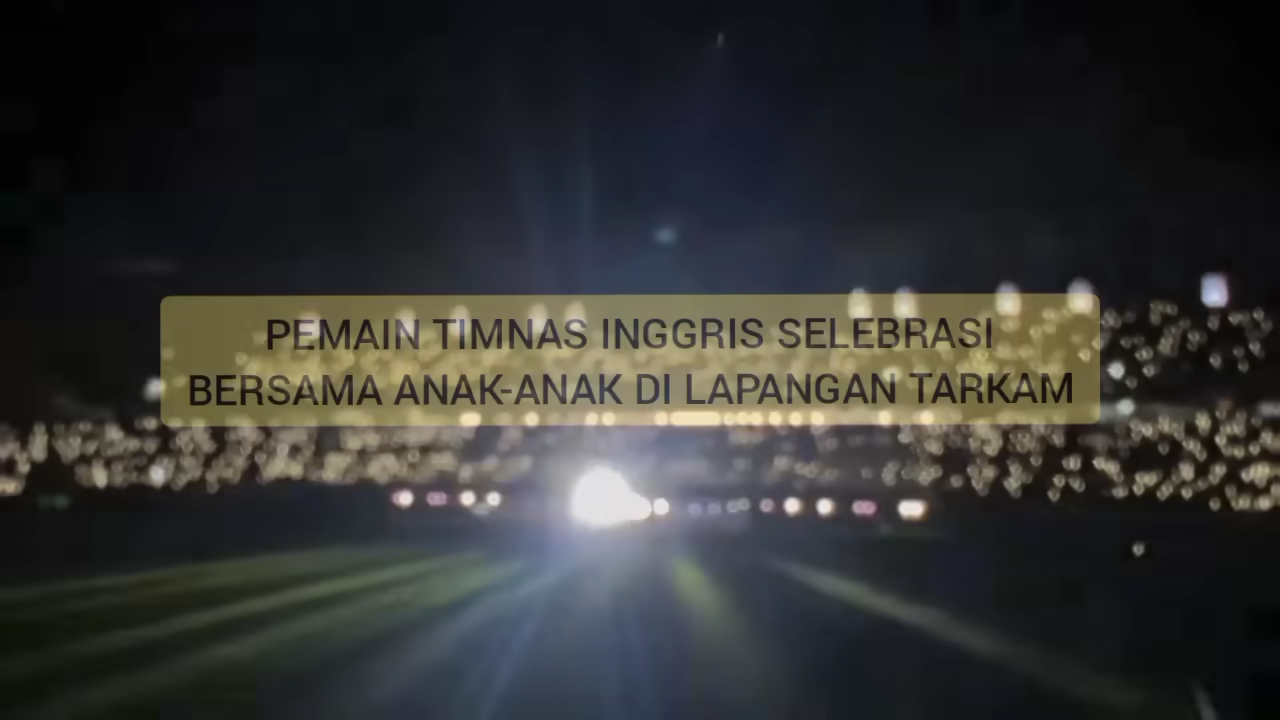 PEMAIN TIMNAS INGGRIS SELEBRASI
BERSAMA ANAK-ANAK DI LAPANGAN TARKAM